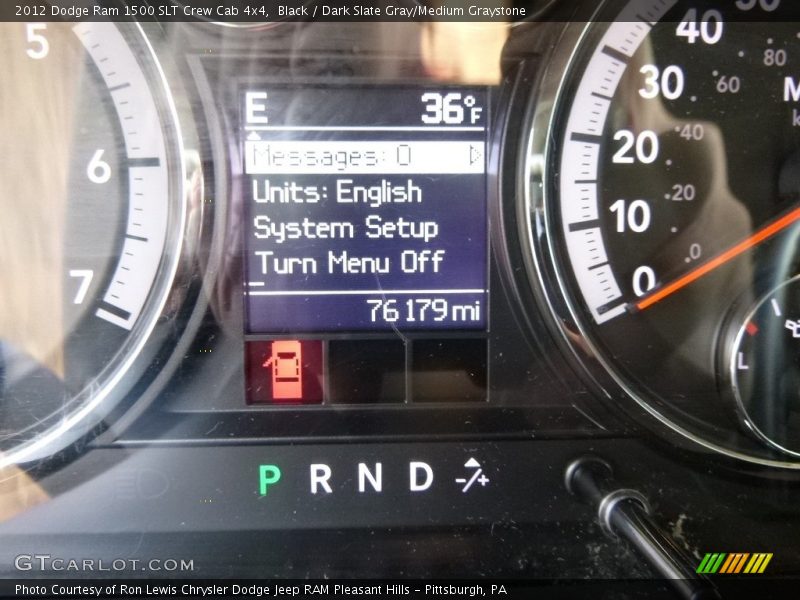 2012 Dodge Ram 1500 SLT Crew Cab 4x4, Black / Dark Slate Gray/Medium Graystone
5
6
7
E 36°F
Messages: 0
Units: English
System Setup
Turn Menu Off
76179 mi
40
30
20
10
0
80
60
40
20
0
M
L
P R N D -/+
GTCARLOT.COM
Photo Courtesy of Ron Lewis Chrysler Dodge Jeep RAM Pleasant Hills - Pittsburgh, PA